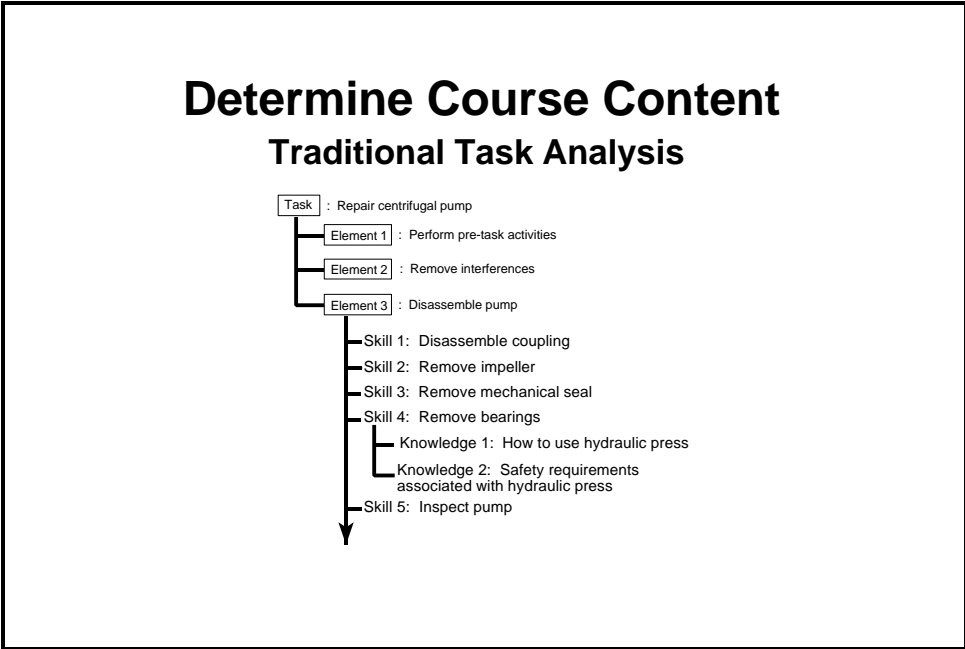 Determine Course Content
Traditional Task Analysis
Task : Repair centrifugal pump
Element 1 : Perform pre-task activities
Element 2 : Remove interferences
Element 3 : Disassemble pump
Skill 1: Disassemble coupling
Skill 2: Remove impeller
Skill 3: Remove mechanical seal
Skill 4: Remove bearings
Knowledge 1: How to use hydraulic press
Knowledge 2: Safety requirements
associated with hydraulic press
Skill 5: Inspect pump